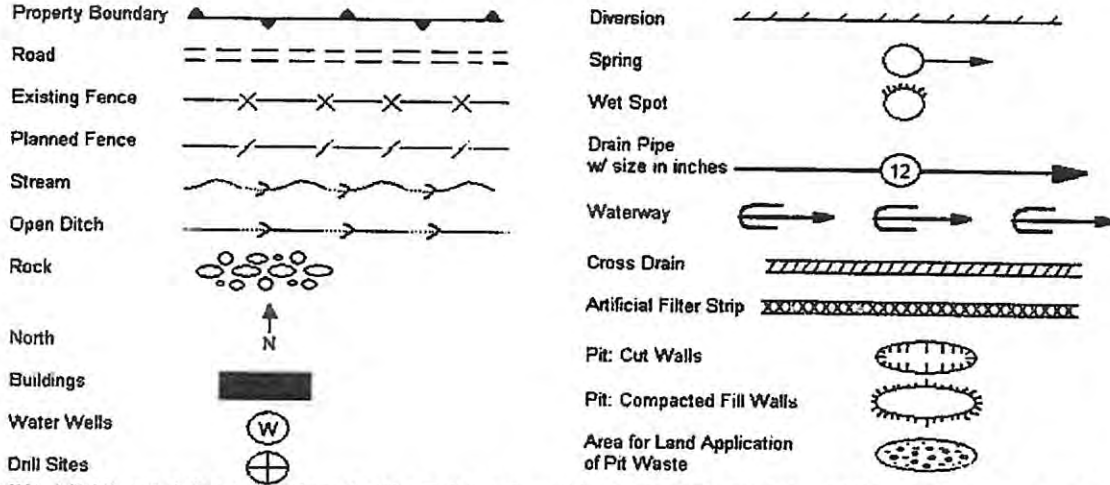 Property Boundary
Road
Existing Fence
Planned Fence
Stream
Open Ditch
Rock
North
N
Buildings
Water Wells
W
Drill Sites
Diversion
Spring
Wet Spot
Drain Pipe
w/ size in inches
12
Waterway
Cross Drain
Artificial Filter Strip
Pit: Cut Walls
Pit: Compacted Fill Walls
Area for Land Application
of Pit Waste